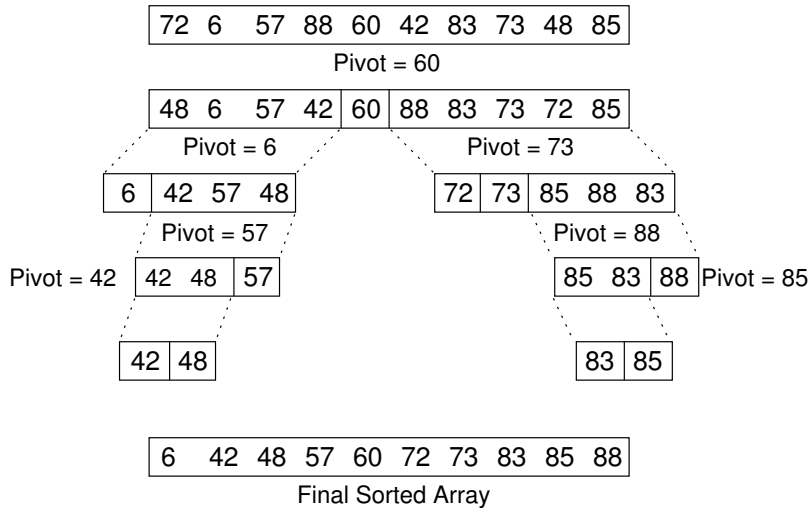 72 6 57 88 60 42 83 73 48 85
Pivot = 60
48 6 57 42 60 88 83 73 72 85
Pivot = 6 Pivot = 73
6 42 57 48 72 73 85 88 83
Pivot = 57 Pivot = 88
Pivot = 42 42 48 57 85 83 88 Pivot = 85
42 48 83 85
6 42 48 57 60 72 73 83 85 88
Final Sorted Array